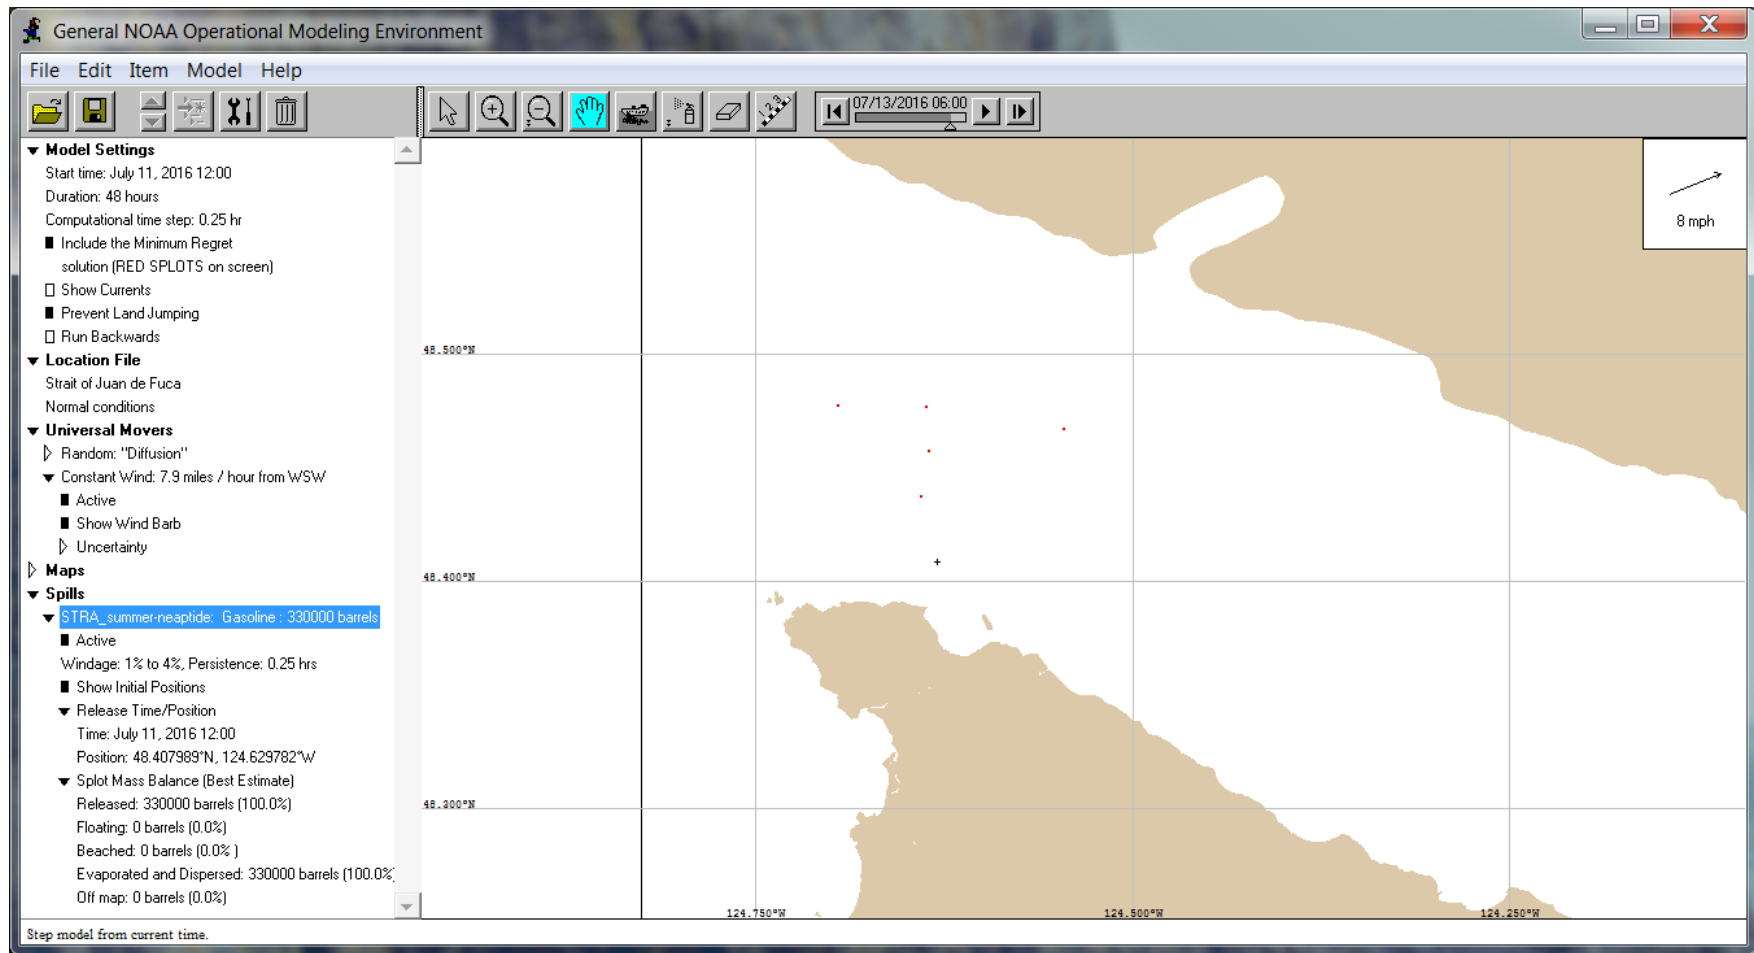 General NOAA Operational Modeling Environment
File Edit Item Model Help
07/13/2016 06:00
Model Settings
Start time: July 11, 2016 12:00
Duration: 48 hours
Computational time step: 0.25 hr
Include the Minimum Regret
solution (RED SPLOTS on screen)
Show Currents
Prevent Land Jumping
Run Backwards
Location File
Strait of Juan de Fuca
Normal conditions
Universal Movers
Random: "Diffusion"
Constant Wind: 7.9 miles / hour from WSW
Active
Show Wind Barb
Uncertainty
Maps
Spills
STRA_summer-neaptide: Gasoline : 330000 barrels
Active
Windage: 1% to 4%, Persistence: 0.25 hrs
Show Initial Positions
Release Time/Position
Time: July 11, 2016 12:00
Position: 48.407989°N, 124.629782°W
Splot Mass Balance (Best Estimate)
Released: 330000 barrels (100.0%)
Floating: 0 barrels (0.0%)
Beached: 0 barrels (0.0% )
Evaporated and Dispersed: 330000 barrels (100.0%)
Off map: 0 barrels (0.0%)
8 mph
48.500°N
48.400°N
48.300°N
124.750°W 124.500°W 124.250°W
Step model from current time.